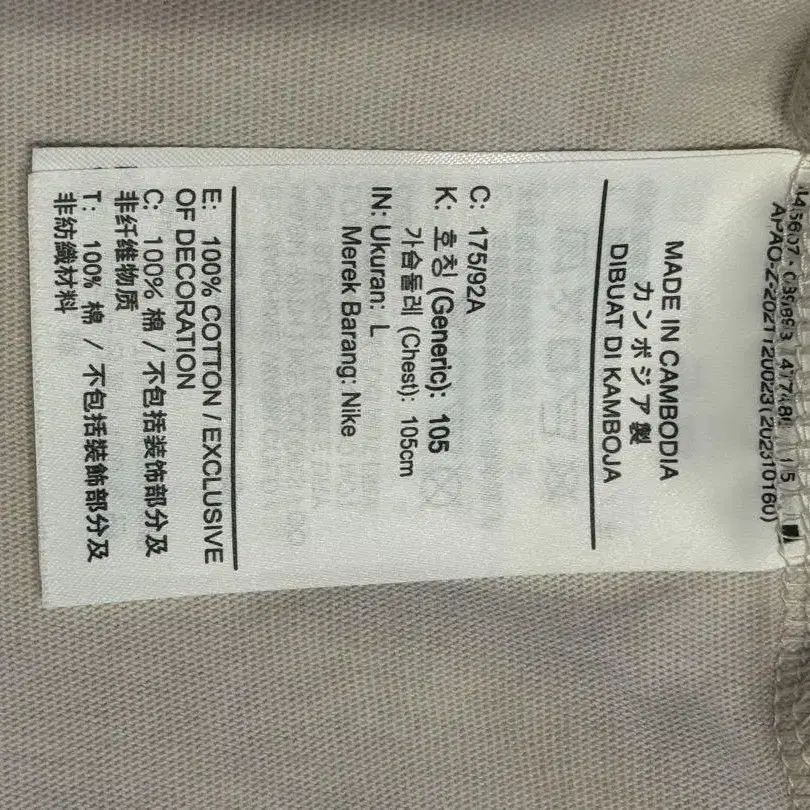 MADE IN CAMBODIA
カンボジア製
DIBUAT DI KAMBOJA
C: 175/92A
K: 호칭 (Generic): 105
가슴둘레 (Chest): 105cm
IN: Ukuran: L
Merek Barang: Nike
E: 100% COTTON / EXCLUSIVE
OF DECORATION
C: 100% 棉 / 不包括装饰部分及
非纤维物质
T: 100% 棉 / 不包括裝飾部分及
非紡織材料